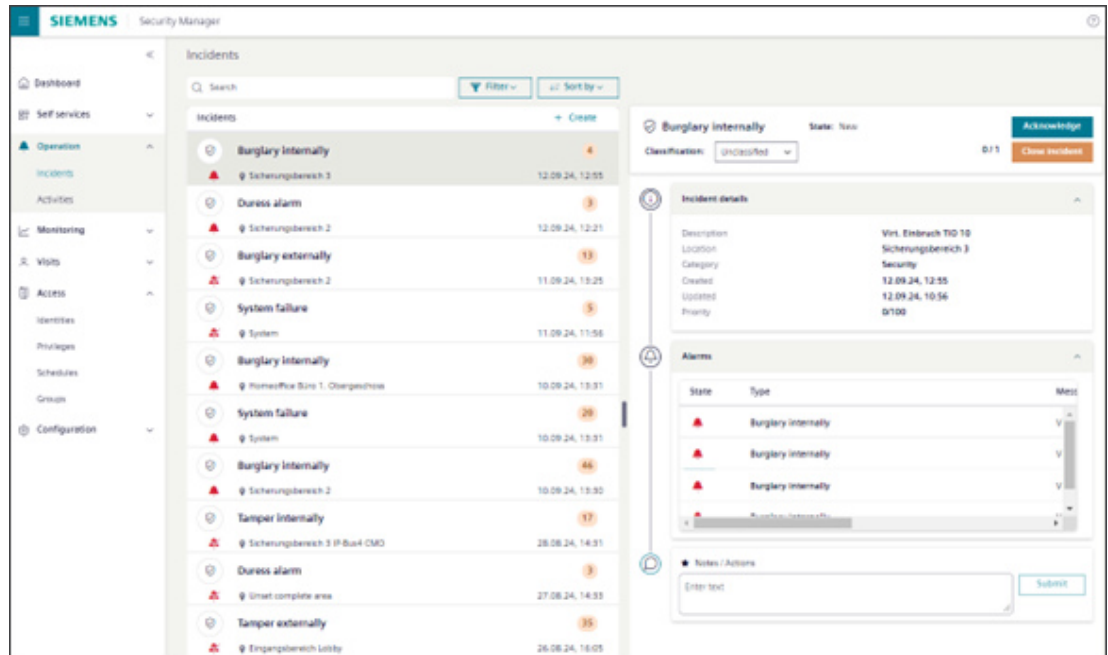 SIEMENS Security Manager
Incidents
Dashboard
Self services
Operation
Incidents
Activities
Monitoring
Visits
Access
Identities
Privileges
Schedules
Groups
Configuration
Search
Filter
Sort by
Incidents
+ Create
Burglary internally 4
Sicherungsbereich 3 12.09.24, 12:55
Duress alarm 3
Sicherungsbereich 2 12.09.24, 12:21
Burglary externally 13
Sicherungsbereich 2 11.09.24, 13:25
System failure 5
System 11.09.24, 11:56
Burglary internally 30
Homeoffice Büro 1. Obergeschoss 10.09.24, 13:31
System failure 20
System 10.09.24, 13:31
Burglary internally 46
Sicherungsbereich 2 10.09.24, 13:30
Tamper internally 17
Sicherungsbereich 3 IP-Bus4 CMD 28.08.24, 14:31
Duress alarm 3
Unset complete area 27.08.24, 14:33
Tamper externally 35
Eingangsbereich Lobby 26.08.24, 16:05
Burglary internally State: New
Acknowledge
Classification: Unclassified 0/1
Close Incident
Incident details
Description Virt. Einbruch TIO 10
Location Sicherungsbereich 3
Category Security
Created 12.09.24, 12:55
Updated 12.09.24, 10:56
Priority 0/100
Alarms
State Type Mess
Burglary internally V
Burglary internally V
Burglary internally V
Notes / Actions
Enter text
Submit